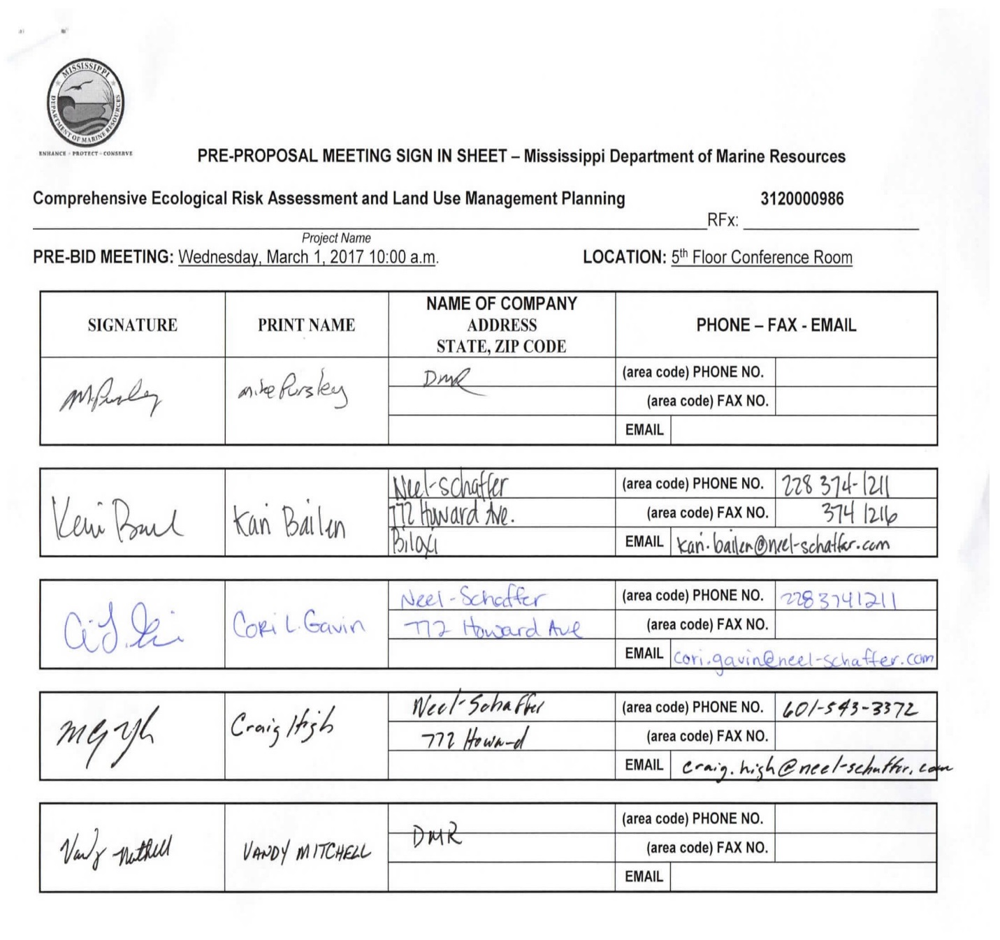 MISSISSIPPI
DEPARTMENT OF MARINE RESOURCES
ENHANCE - PROTECT - CONSERVE
PRE-PROPOSAL MEETING SIGN IN SHEET – Mississippi Department of Marine Resources
Comprehensive Ecological Risk Assessment and Land Use Management Planning 3120000986
RFx:
Project Name
PRE-BID MEETING: Wednesday, March 1, 2017 10:00 a.m. LOCATION: 5th Floor Conference Room
SIGNATURE PRINT NAME NAME OF COMPANY ADDRESS STATE, ZIP CODE PHONE – FAX - EMAIL
M. Pursley Mike Pursley DMR (area code) PHONE NO.
(area code) FAX NO.
EMAIL
Kari Bailen Neel-Schaffer (area code) PHONE NO. 228 374-1211
772 Howard Ave. (area code) FAX NO. 374 1216
Biloxi EMAIL kari.bailen@neel-schaffer.com
Cori L. Gavin Neel-Schaffer (area code) PHONE NO. 2283741211
772 Howard Ave (area code) FAX NO.
EMAIL cori.gavin@neel-schaffer.com
Craig High Neel-Schaffer (area code) PHONE NO. 601-543-3372
772 Howard (area code) FAX NO.
EMAIL craig.high@neel-schaffer.com
Vandy Mitchell VANDY MITCHELL DMR (area code) PHONE NO.
(area code) FAX NO.
EMAIL